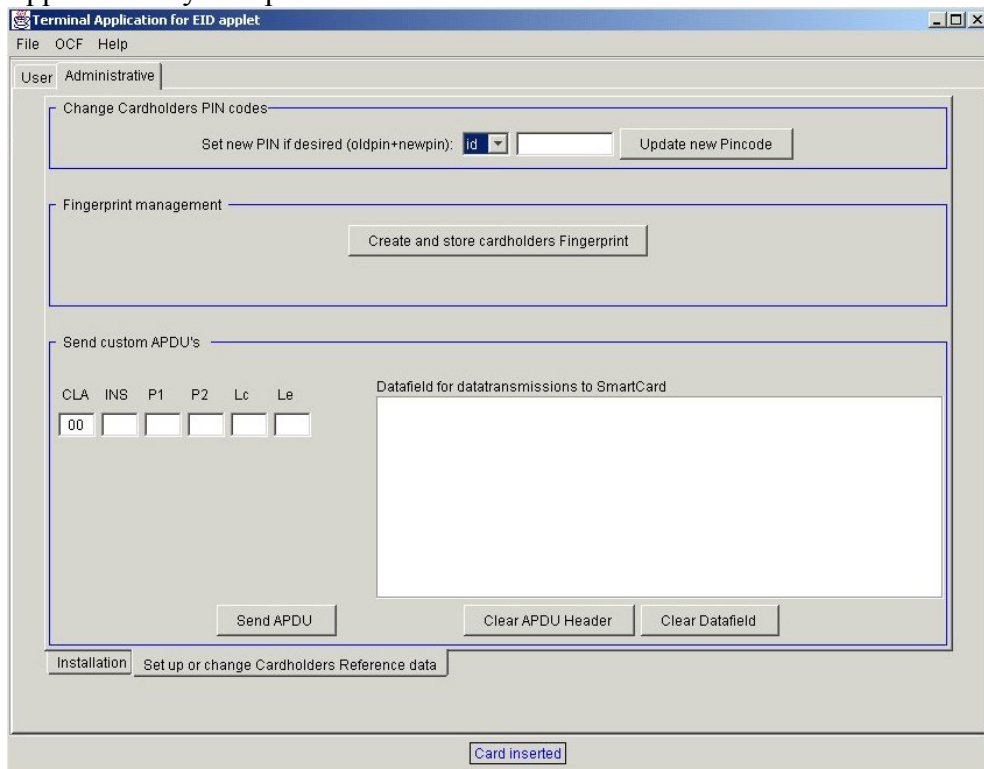 Terminal Application for EID applet
File OCF Help
User Administrative
Change Cardholders PIN codes
Set new PIN if desired (oldpin+newpin): id Update new Pincode
Fingerprint management
Create and store cardholders Fingerprint
Send custom APDU's
Datafield for datatransmissions to SmartCard
CLA INS P1 P2 Lc Le
00
Send APDU Clear APDU Header Clear Datafield
Installation Set up or change Cardholders Reference data
Card inserted